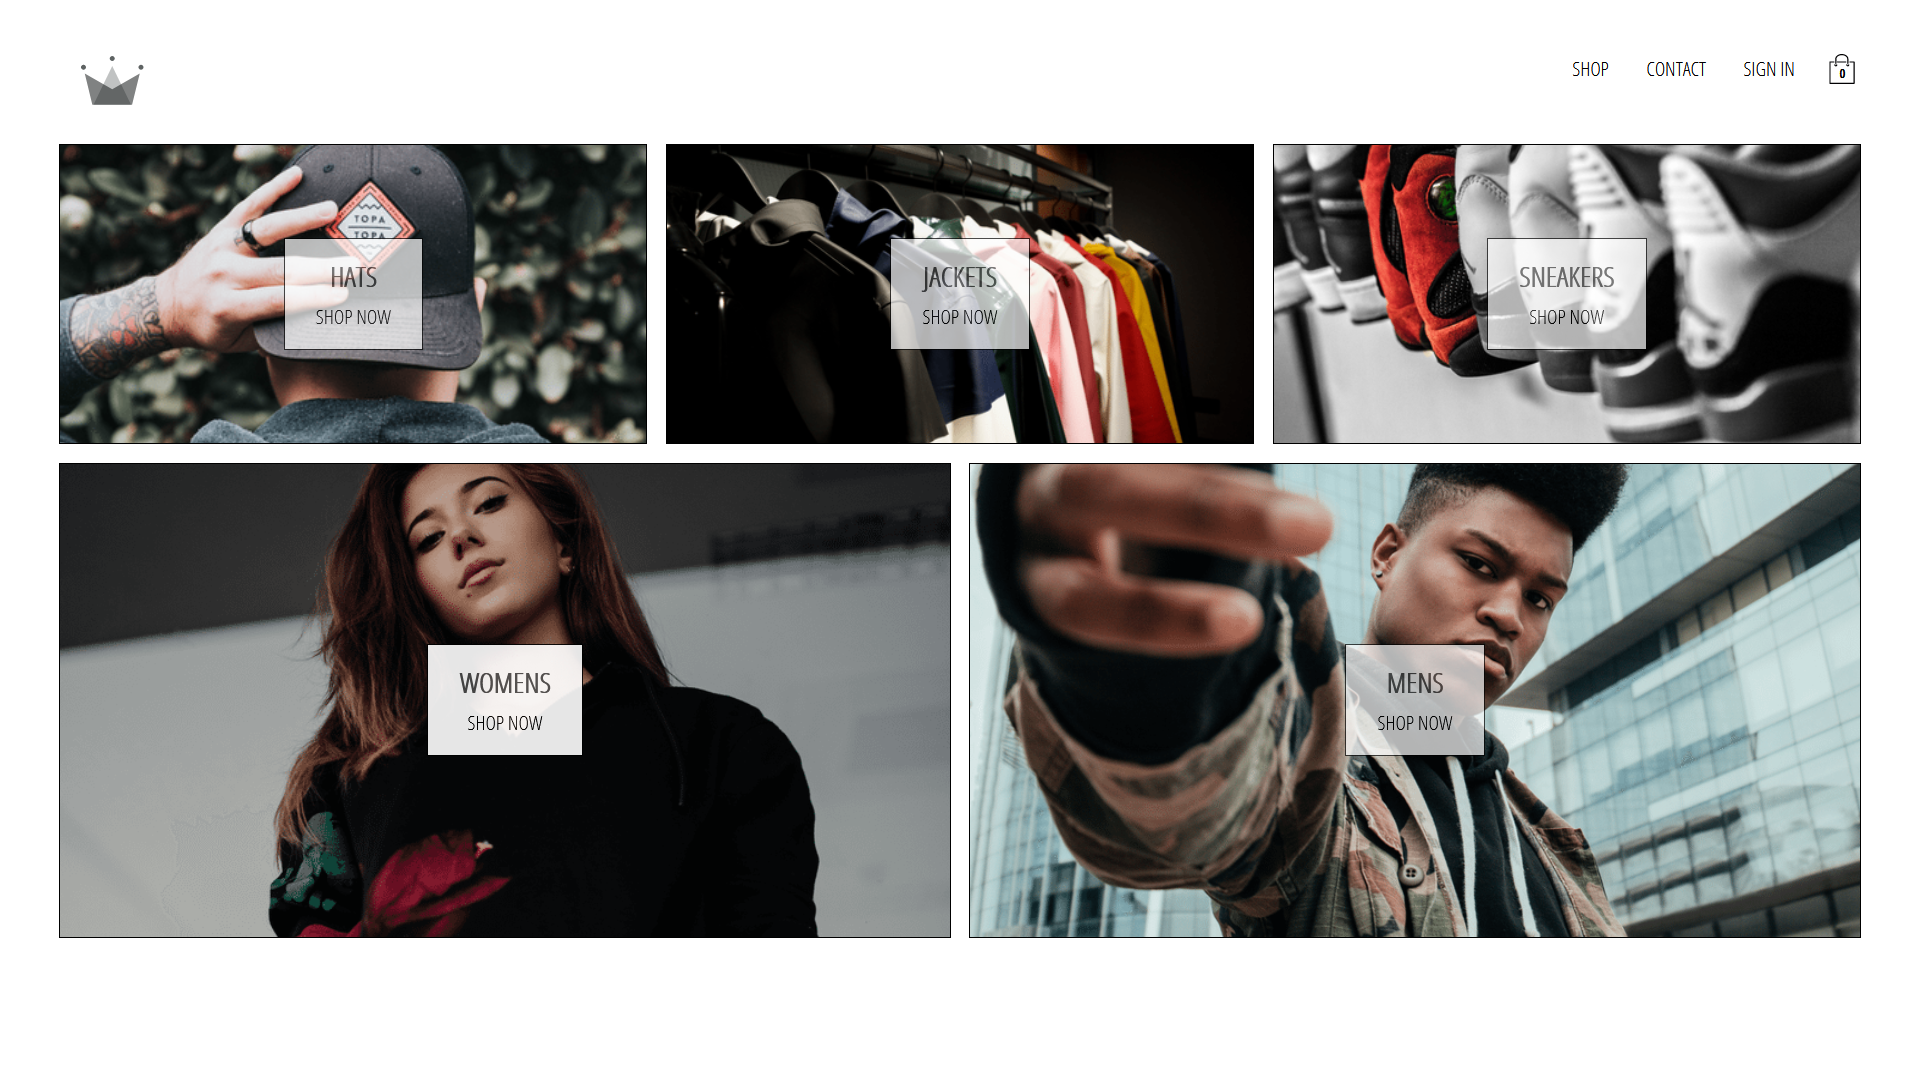 SHOP
CONTACT
SIGN IN
0
TOPA
TOPA
HATS
SHOP NOW
JACKETS
SHOP NOW
SNEAKERS
SHOP NOW
WOMENS
SHOP NOW
MENS
SHOP NOW